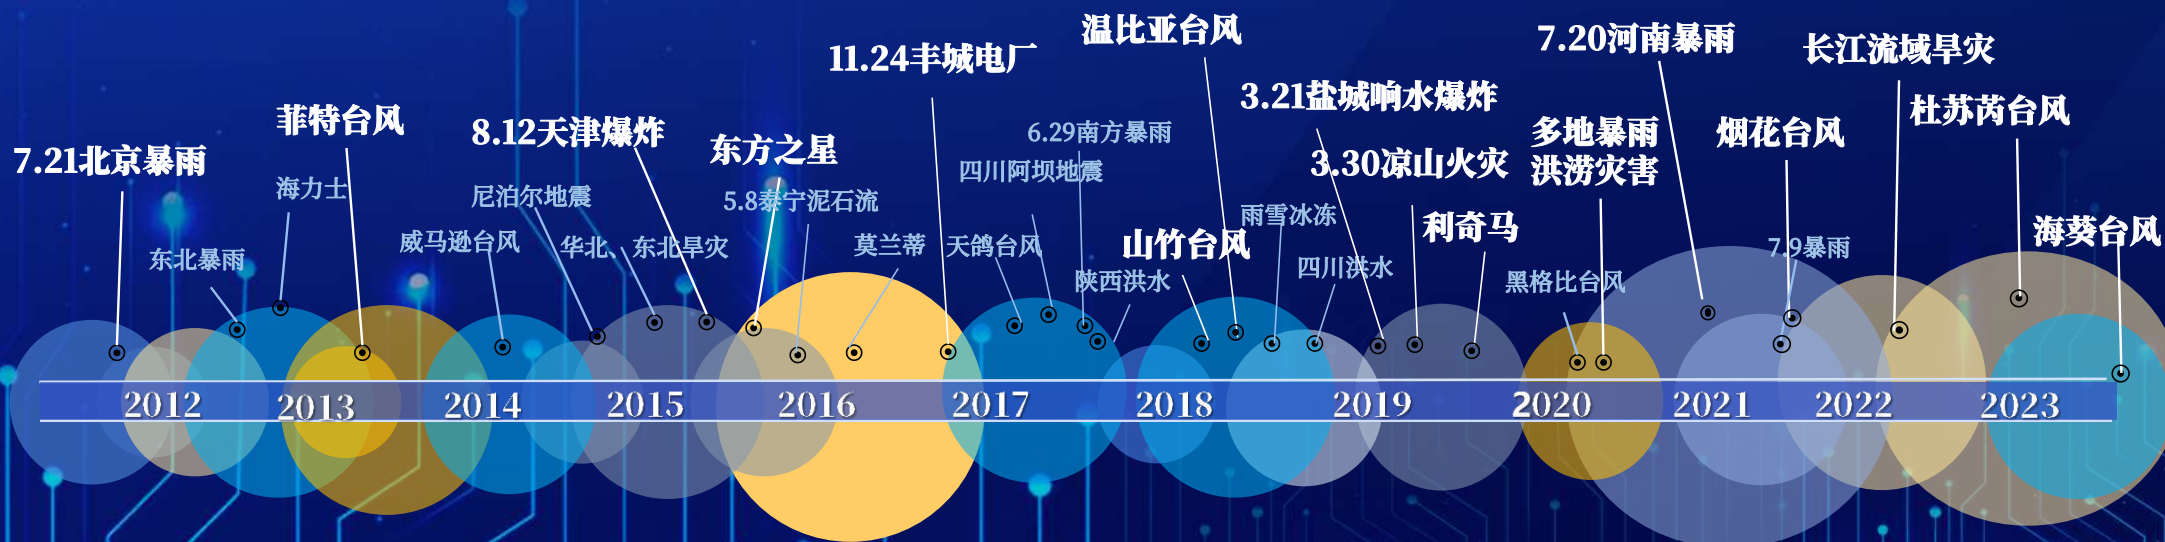 7.21北京暴雨
东北暴雨
海力士
菲特台风
威马逊台风
8.12天津爆炸
尼泊尔地震
华北、东北旱灾
东方之星
5.8泰宁泥石流
莫兰蒂
11.24丰城电厂
天鸽台风
四川阿坝地震
6.29南方暴雨
陕西洪水
温比亚台风
山竹台风
雨雪冰冻
四川洪水
3.21盐城响水爆炸
3.30凉山火灾
利奇马
黑格比台风
多地暴雨
洪涝灾害
7.20河南暴雨
烟花台风
7.9暴雨
长江流域旱灾
杜苏芮台风
海葵台风
2012
2013
2014
2015
2016
2017
2018
2019
2020
2021
2022
2023